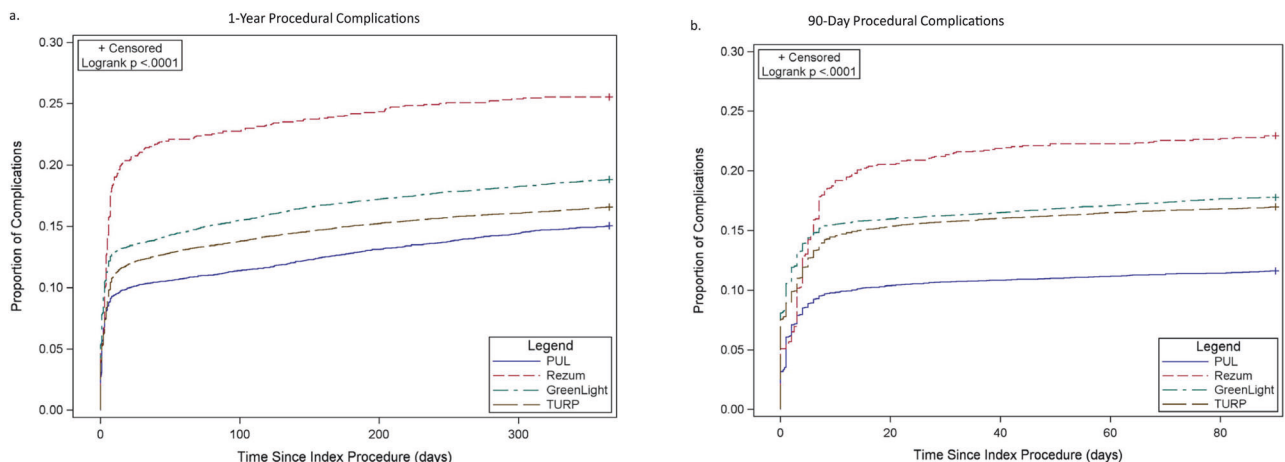 a.
1-Year Procedural Complications
+ Censored
Logrank p <.0001
0.30
0.25
0.20
0.15
0.10
0.05
0.00
Proportion of Complications
0
100
200
300
Time Since Index Procedure (days)
Legend
PUL
Rezum
GreenLight
TURP
b.
90-Day Procedural Complications
+ Censored
Logrank p <.0001
0.30
0.25
0.20
0.15
0.10
0.05
0.00
Proportion of Complications
0
20
40
60
80
Time Since Index Procedure (days)
Legend
PUL
Rezum
GreenLight
TURP